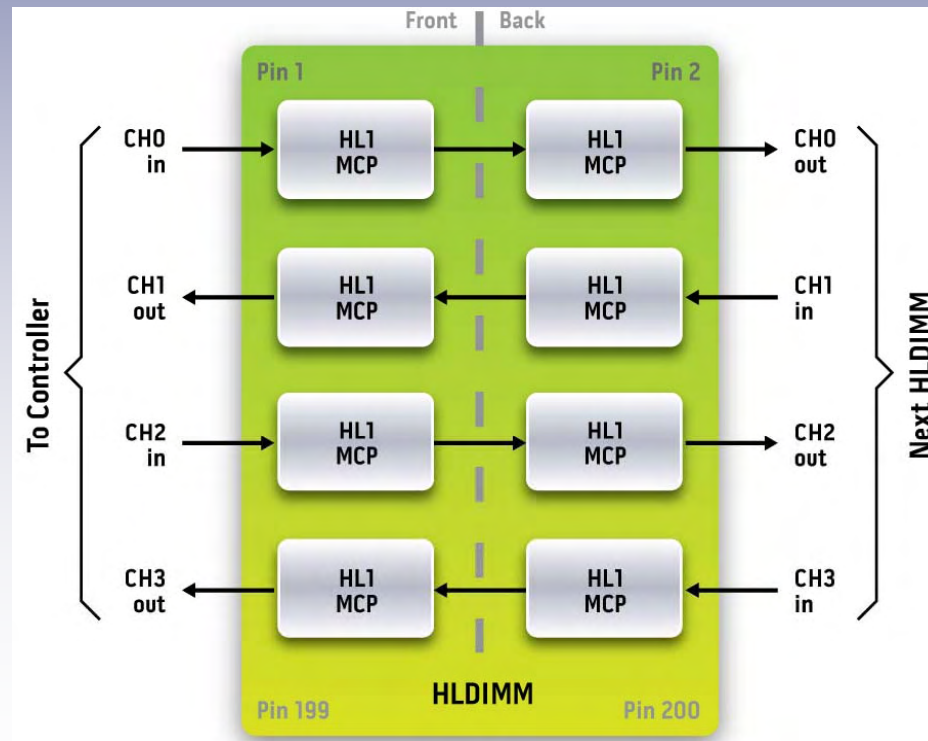 Front Back
Pin 1 Pin 2
CH0
in
HL1
MCP
HL1
MCP
CH0
out
CH1
out
HL1
MCP
HL1
MCP
CH1
in
To Controller
Next HLDIMM
CH2
in
HL1
MCP
HL1
MCP
CH2
out
CH3
out
HL1
MCP
HL1
MCP
CH3
in
HLDIMM
Pin 199 Pin 200